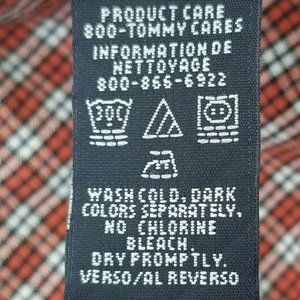 PRODUCT CARE
800-TOMMY CARES
INFORMATION DE
NETTOYAGE
800-866-6922
30C
WASH COLD, DARK
COLORS SEPARATELY,
NO CHLORINE
BLEACH,
DRY PROMPTLY.
VERSO/AL REVERSO